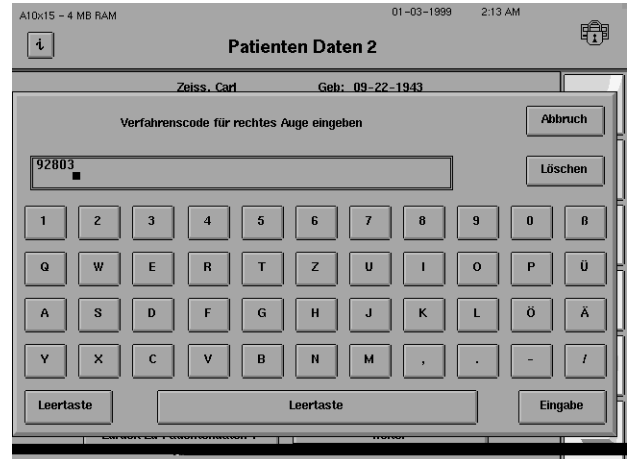 A10x15 - 4 MB RAM 01-03-1999 2:13 AM
i Patienten Daten 2
Zeiss, Carl Geb: 09-22-1943
Verfahrenscode für rechtes Auge eingeben Abbruch
92803 Löschen
1 2 3 4 5 6 7 8 9 0 ß
Q W E R T Z U I O P Ü
A S D F G H J K L Ö Ä
Y X C V B N M , . - /
Leertaste Leertaste Eingabe